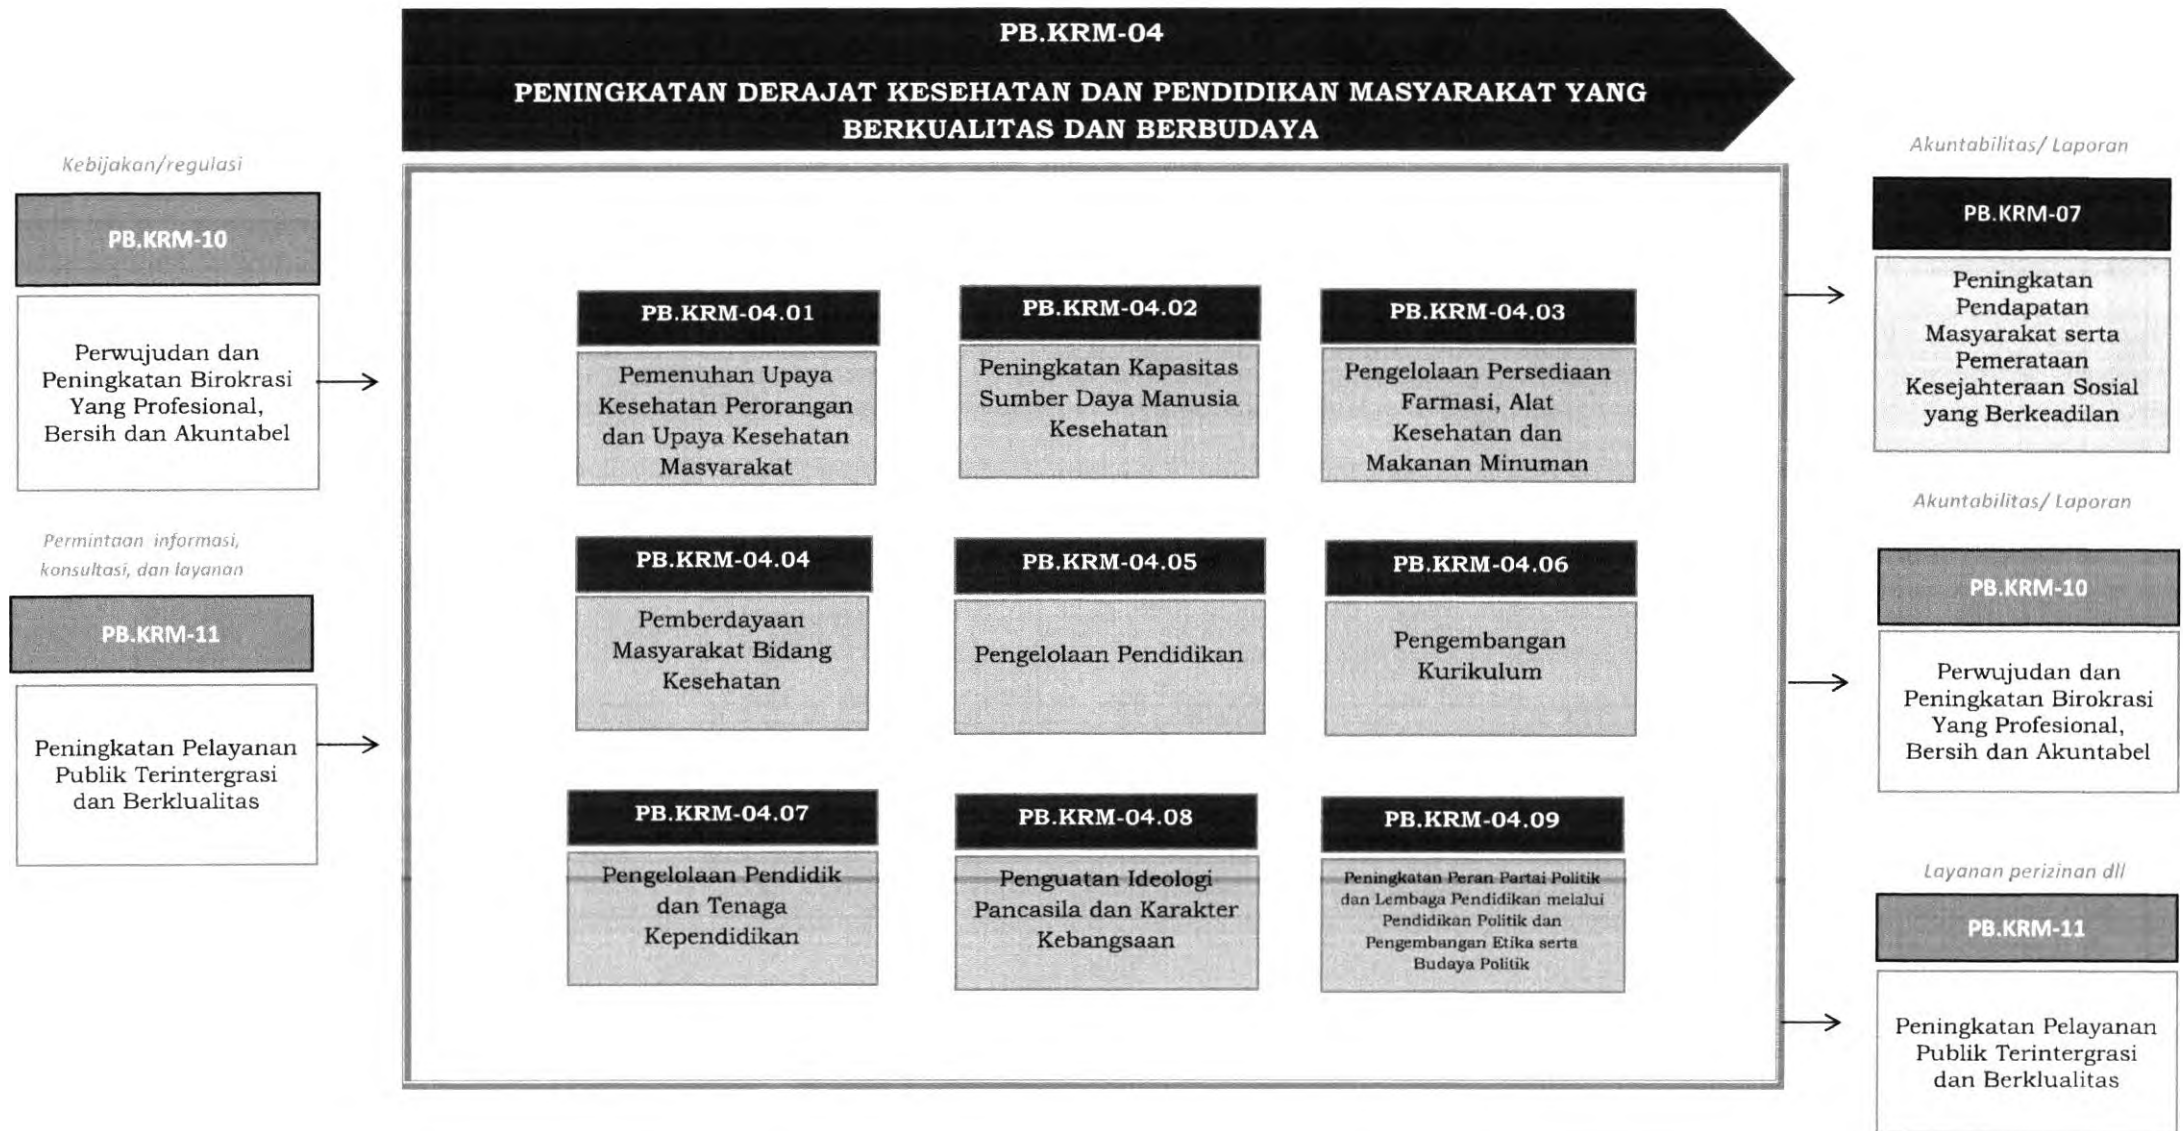 PB.KRM-04
PENINGKATAN DERAJAT KESEHATAN DAN PENDIDIKAN MASYARAKAT YANG
BERKUALITAS DAN BERBUDAYA
Kebijakan/regulasi
PB.KRM-10
Perwujudan dan
Peningkatan Birokrasi
Yang Profesional,
Bersih dan Akuntabel
Permintaan informasi,
konsultasi, dan layanan
PB.KRM-11
Peningkatan Pelayanan
Publik Terintergrasi
dan Berklualitas
PB.KRM-04.01
Pemenuhan Upaya
Kesehatan Perorangan
dan Upaya Kesehatan
Masyarakat
PB.KRM-04.02
Peningkatan Kapasitas
Sumber Daya Manusia
Kesehatan
PB.KRM-04.03
Pengelolaan Persediaan
Farmasi, Alat
Kesehatan dan
Makanan Minuman
PB.KRM-04.04
Pemberdayaan
Masyarakat Bidang
Kesehatan
PB.KRM-04.05
Pengelolaan Pendidikan
PB.KRM-04.06
Pengembangan
Kurikulum
PB.KRM-04.07
Pengelolaan Pendidik
dan Tenaga
Kependidikan
PB.KRM-04.08
Penguatan Ideologi
Pancasila dan Karakter
Kebangsaan
PB.KRM-04.09
Peningkatan Peran Partai Politik
dan Lembaga Pendidikan melalui
Pendidikan Politik dan
Pengembangan Etika serta
Budaya Politik
Akuntabilitas/ Laporan
PB.KRM-07
Peningkatan
Pendapatan
Masyarakat serta
Pemerataan
Kesejahteraan Sosial
yang Berkeadilan
Akuntabilitas/ Laporan
PB.KRM-10
Perwujudan dan
Peningkatan Birokrasi
Yang Profesional,
Bersih dan Akuntabel
Layanan perizinan dll
PB.KRM-11
Peningkatan Pelayanan
Publik Terintergrasi
dan Berklualitas